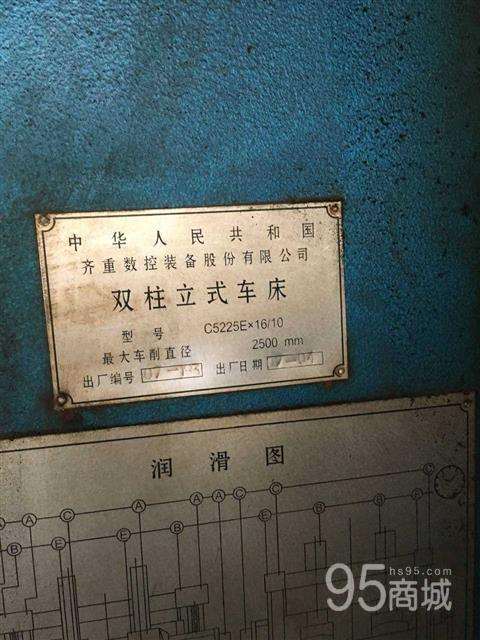 中华人民共和国
齐重数控装备股份有限公司
双柱立式车床
型号 C5225E×16/10
最大车削直径 2500 mm
出厂编号 出厂日期
润滑图
A C A B A A C E C C
B E E B E B B E
hs95.com
95商城